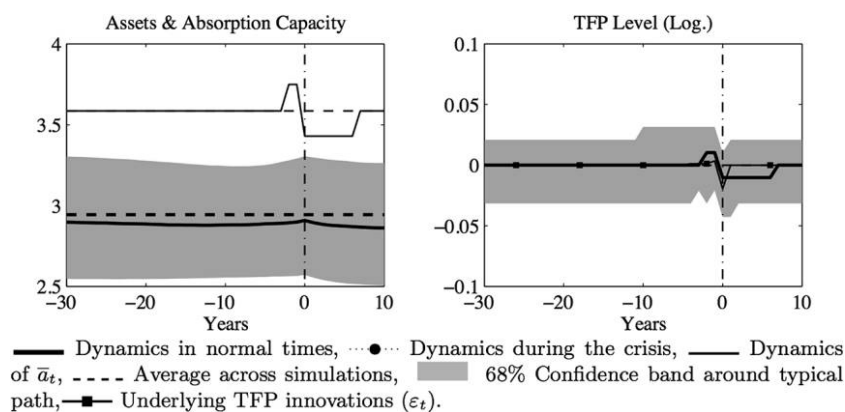 Assets & Absorption Capacity
4
3.5
3
2.5
−30 −20 −10 0 10
Years
TFP Level (Log.)
0.1
0.05
0
−0.05
−0.1
−30 −20 −10 0 10
Years
Dynamics in normal times, Dynamics during the crisis, Dynamics
of a̅ₜ, Average across simulations, 68% Confidence band around typical
path, Underlying TFP innovations (εₜ).